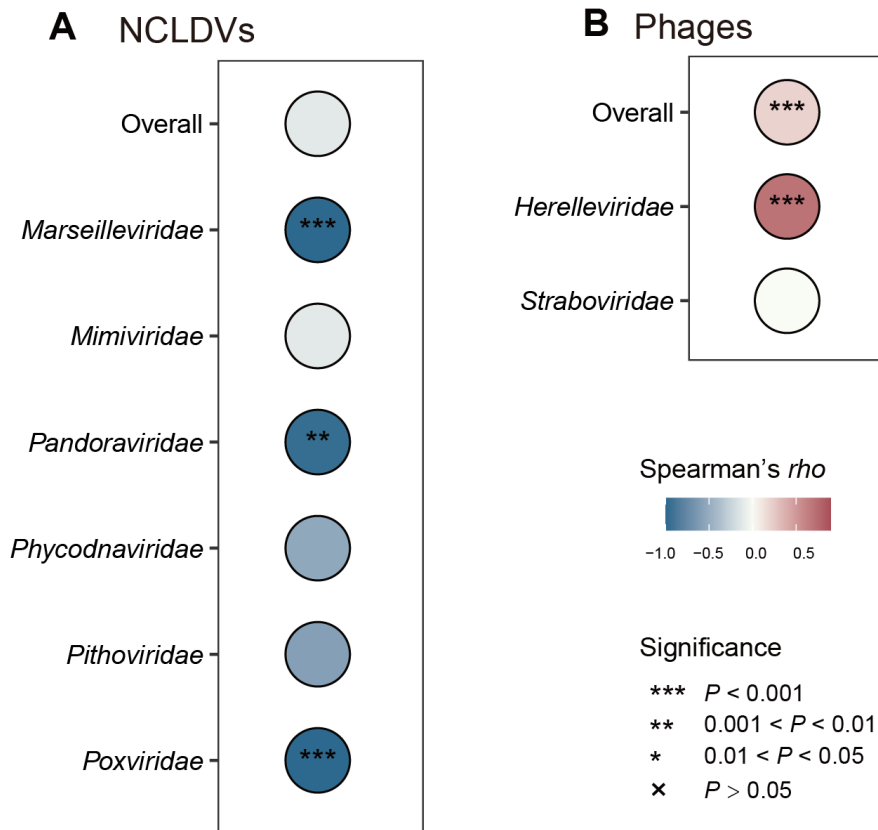 A NCLDVs
Overall
Marseilleviridae
***
Mimiviridae
Pandoraviridae
**
Phycodnaviridae
Pithoviridae
Poxviridae
***
B Phages
Overall
***
Herelleviridae
***
Straboviridae
Spearman’s rho
−1.0 −0.5 0.0 0.5
Significance
*** P < 0.001
** 0.001 < P < 0.01
* 0.01 < P < 0.05
× P > 0.05